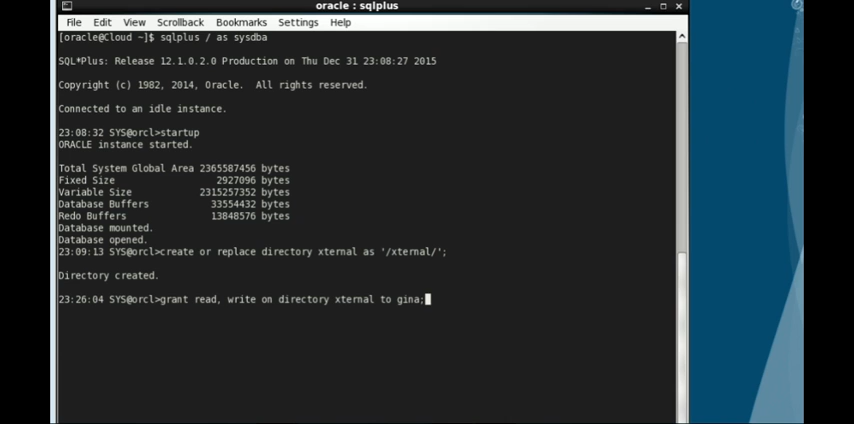 oracle : sqlplus
File Edit View Scrollback Bookmarks Settings Help
[oracle@Cloud ~]$ sqlplus / as sysdba
SQL*Plus: Release 12.1.0.2.0 Production on Thu Dec 31 23:08:27 2015
Copyright (c) 1982, 2014, Oracle.  All rights reserved.
Connected to an idle instance.
23:08:32 SYS@orcl>startup
ORACLE instance started.
Total System Global Area 2365587456 bytes
Fixed Size                  2927096 bytes
Variable Size            2315257352 bytes
Database Buffers           33554432 bytes
Redo Buffers               13848576 bytes
Database mounted.
Database opened.
23:09:13 SYS@orcl>create or replace directory xternal as '/xternal/';
Directory created.
23:26:04 SYS@orcl>grant read, write on directory xternal to gina;